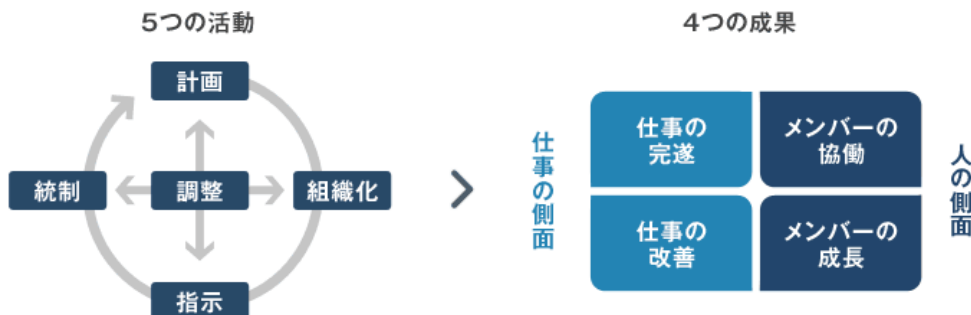 5つの活動
計画
統制
調整
組織化
指示
4つの成果
仕事の側面
仕事の
完遂
メンバーの
協働
仕事の
改善
メンバーの
成長
人の側面